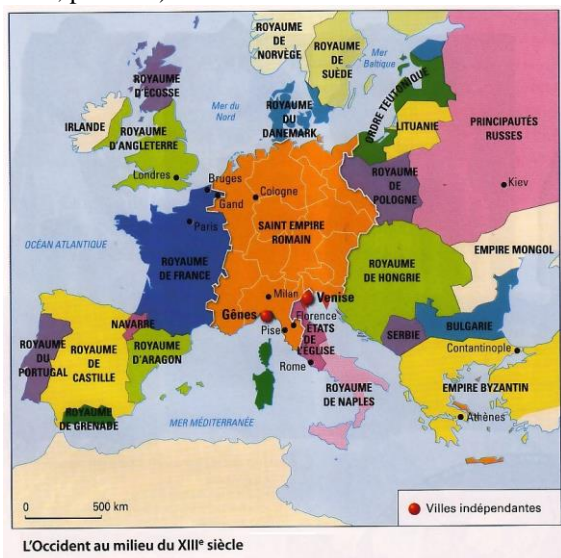 ROYAUME
DE
NORVÈGE
ROYAUME
DE
SUÈDE
Mer
Baltique
ROYAUME
D'ÉCOSSE
Mer du
Nord
ROYAUME
DU
DANEMARK
ORDRE TEUTONIQUE
LITUANIE
PRINCIPAUTÉS
RUSSES
IRLANDE
ROYAUME
D'ANGLETERRE
Londres
Bruges
Gand
Cologne
ROYAUME
DE
POLOGNE
Kiev
Paris
SAINT EMPIRE
ROMAIN
OCÉAN ATLANTIQUE
ROYAUME
DE FRANCE
EMPIRE MONGOL
ROYAUME
DE HONGRIE
Milan
Venise
Gênes
Florence
Pise
ÉTATS
DE
L'ÉGLISE
Rome
NAVARRE
ROYAUME
DU
PORTUGAL
ROYAUME
DE
CASTILLE
ROYAUME
D'ARAGON
SERBIE
BULGARIE
Contantinople
ROYAUME
DE NAPLES
EMPIRE BYZANTIN
Athènes
ROYAUME
DE GRENADE
MER MÉDITERRANÉE
0 500 km
Villes indépendantes
L'Occident au milieu du XIIIe siècle